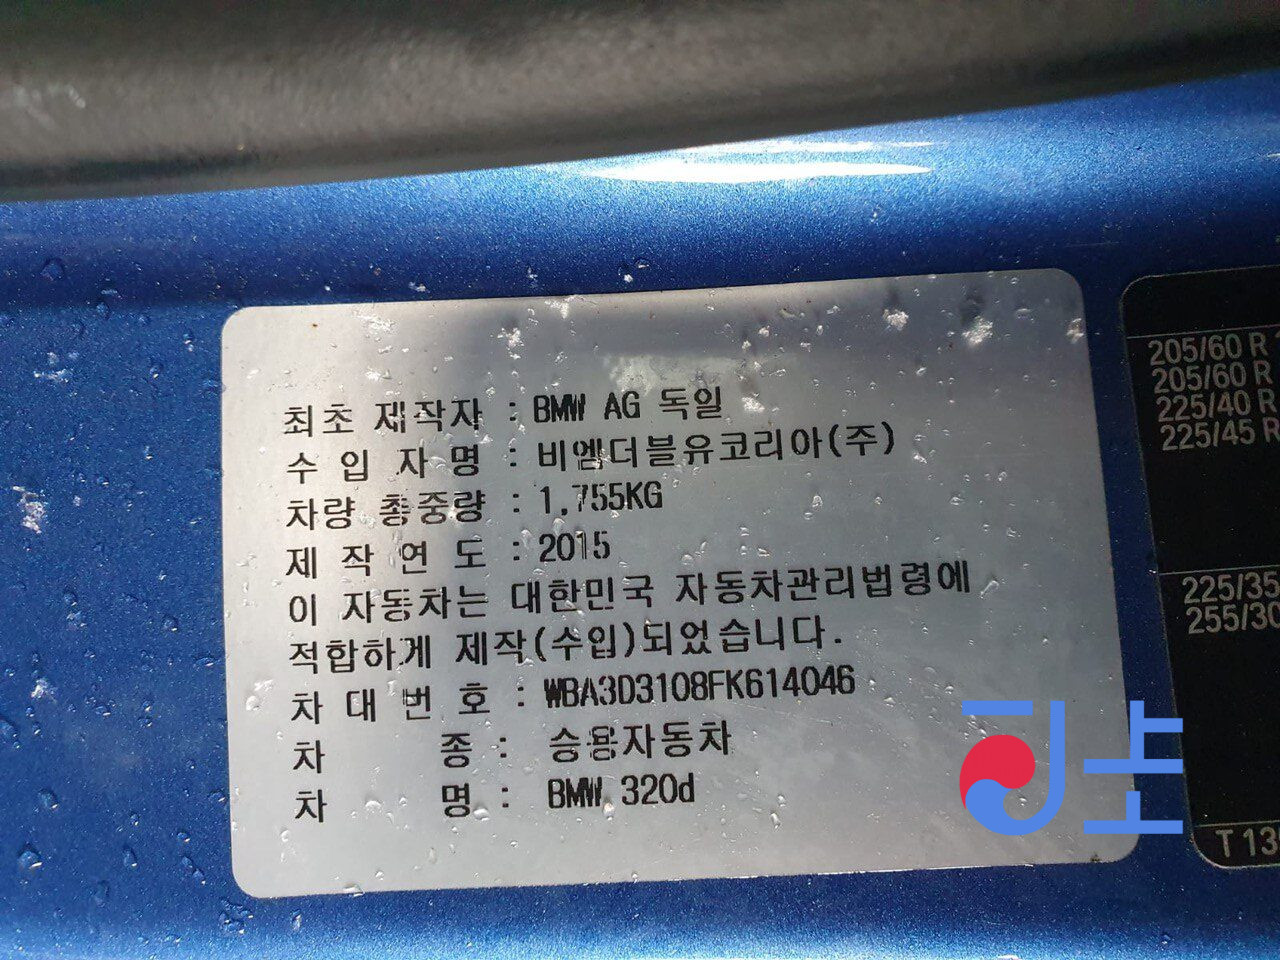 최초 제작자 : BMW AG 독일
수 입 자 명 : 비엠더블유코리아(주)
차량 총중량 : 1,755KG
제 작 연 도 : 2015
이 자동차는 대한민국 자동차관리법령에
적합하게 제작(수입)되었습니다.
차 대 번 호 : WBA3D3108FK614046
차 종 : 승용자동차
차 명 : BMW 320d
205/60 R
205/60 R
225/40 R
225/45 R
225/35
255/30
T 13